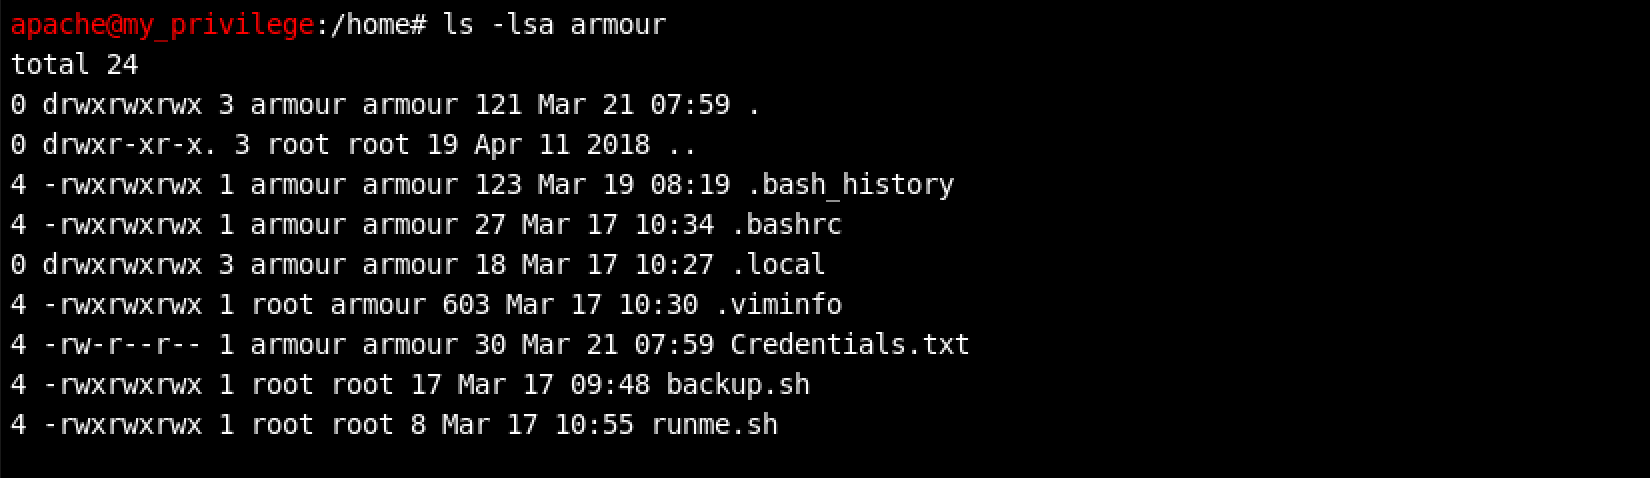 apache@my_privilege:/home# ls -lsa armour
total 24
0 drwxrwxrwx 3 armour armour 121 Mar 21 07:59 .
0 drwxr-xr-x. 3 root root 19 Apr 11 2018 ..
4 -rwxrwxrwx 1 armour armour 123 Mar 19 08:19 .bash_history
4 -rwxrwxrwx 1 armour armour 27 Mar 17 10:34 .bashrc
0 drwxrwxrwx 3 armour armour 18 Mar 17 10:27 .local
4 -rwxrwxrwx 1 root armour 603 Mar 17 10:30 .viminfo
4 -rw-r--r-- 1 armour armour 30 Mar 21 07:59 Credentials.txt
4 -rwxrwxrwx 1 root root 17 Mar 17 09:48 backup.sh
4 -rwxrwxrwx 1 root root 8 Mar 17 10:55 runme.sh